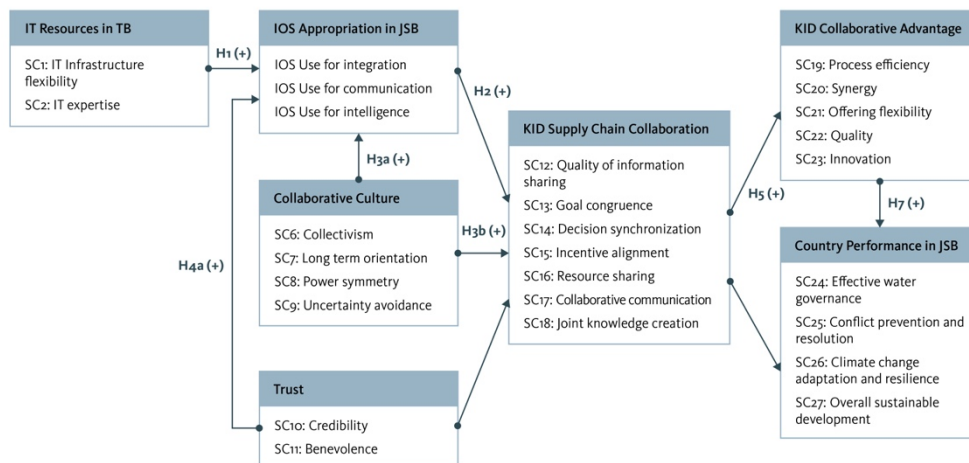 IT Resources in TB
SC1: IT Infrastructure
flexibility
SC2: IT expertise
H1 (+)
IOS Appropriation in JSB
IOS Use for integration
IOS Use for communication
IOS Use for intelligence
H2 (+)
H3a (+)
Collaborative Culture
SC6: Collectivism
SC7: Long term orientation
SC8: Power symmetry
SC9: Uncertainty avoidance
H3b (+)
H4a (+)
Trust
SC10: Credibility
SC11: Benevolence
KID Supply Chain Collaboration
SC12: Quality of information
sharing
SC13: Goal congruence
SC14: Decision synchronization
SC15: Incentive alignment
SC16: Resource sharing
SC17: Collaborative communication
SC18: Joint knowledge creation
H5 (+)
KID Collaborative Advantage
SC19: Process efficiency
SC20: Synergy
SC21: Offering flexibility
SC22: Quality
SC23: Innovation
H7 (+)
Country Performance in JSB
SC24: Effective water
governance
SC25: Conflict prevention and
resolution
SC26: Climate change
adaptation and resilience
SC27: Overall sustainable
development